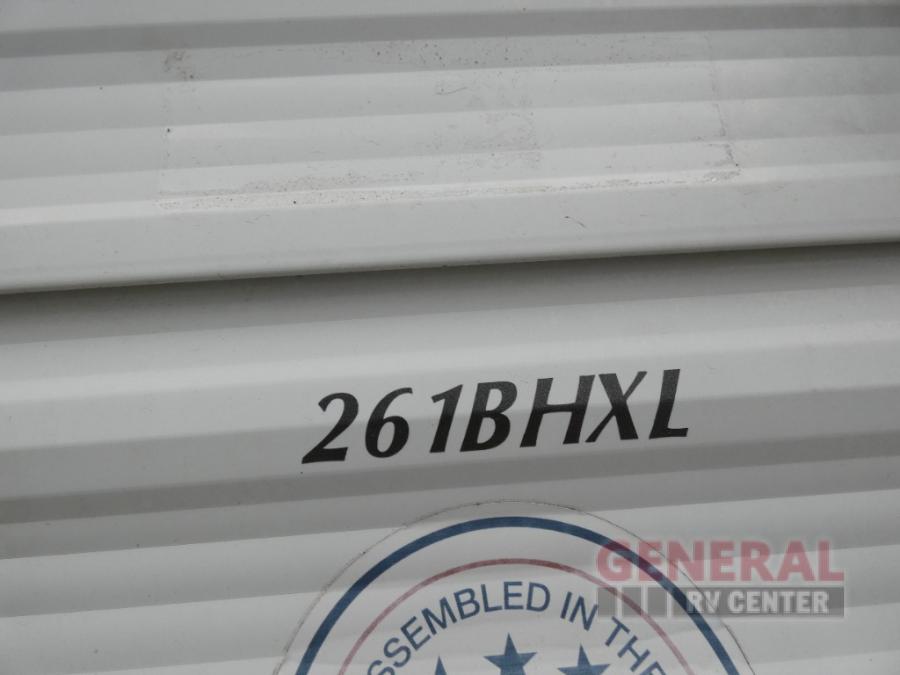 261BHXL
ASSEMBLED IN THE
GENERAL
RV CENTER